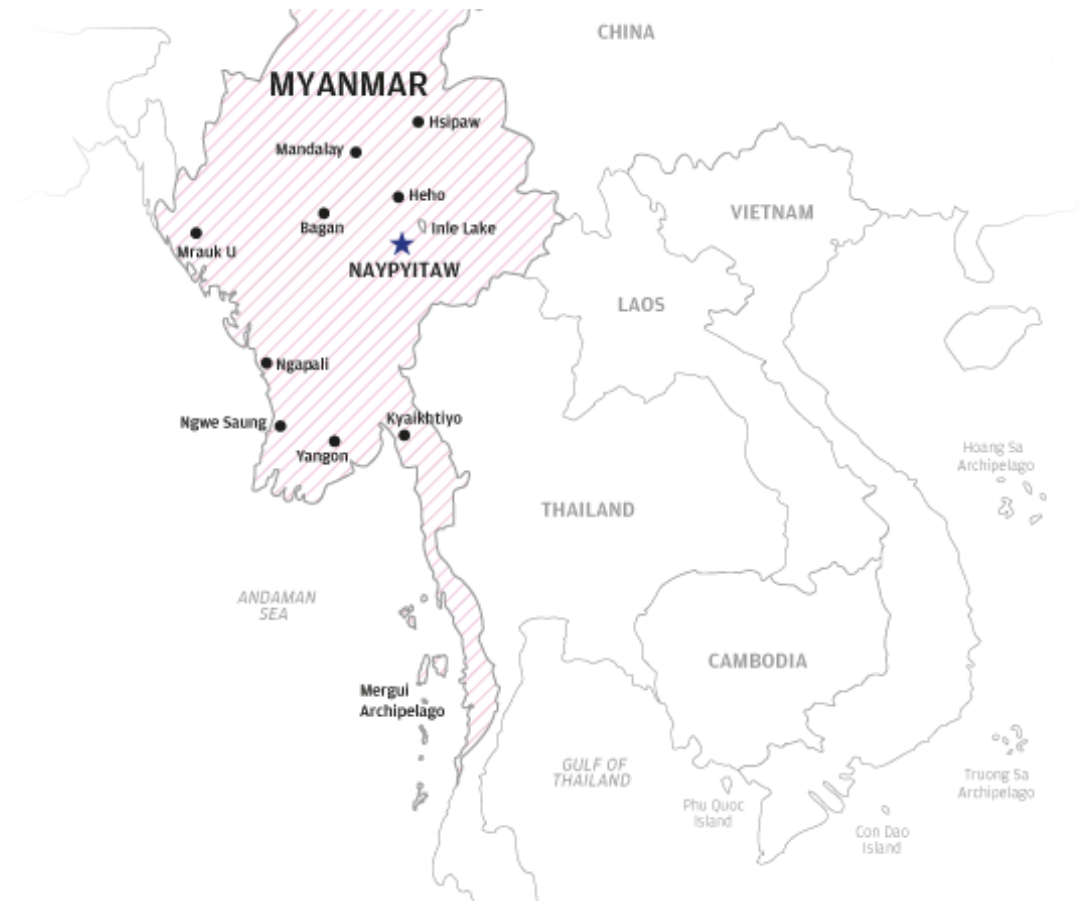 CHINA
MYANMAR
Hsipaw
Mandalay
Heho
Bagan
Inle Lake
VIETNAM
Mrauk U
NAYPYITAW
LAOS
Ngapali
Ngwe Saung
Kyaikhtiyo
Yangon
Hoang Sa
Archipelago
THAILAND
ANDAMAN
SEA
CAMBODIA
Mergui
Archipelago
GULF OF
THAILAND
Truong Sa
Archipelago
Phu Quoc
Island
Con Dao
Island